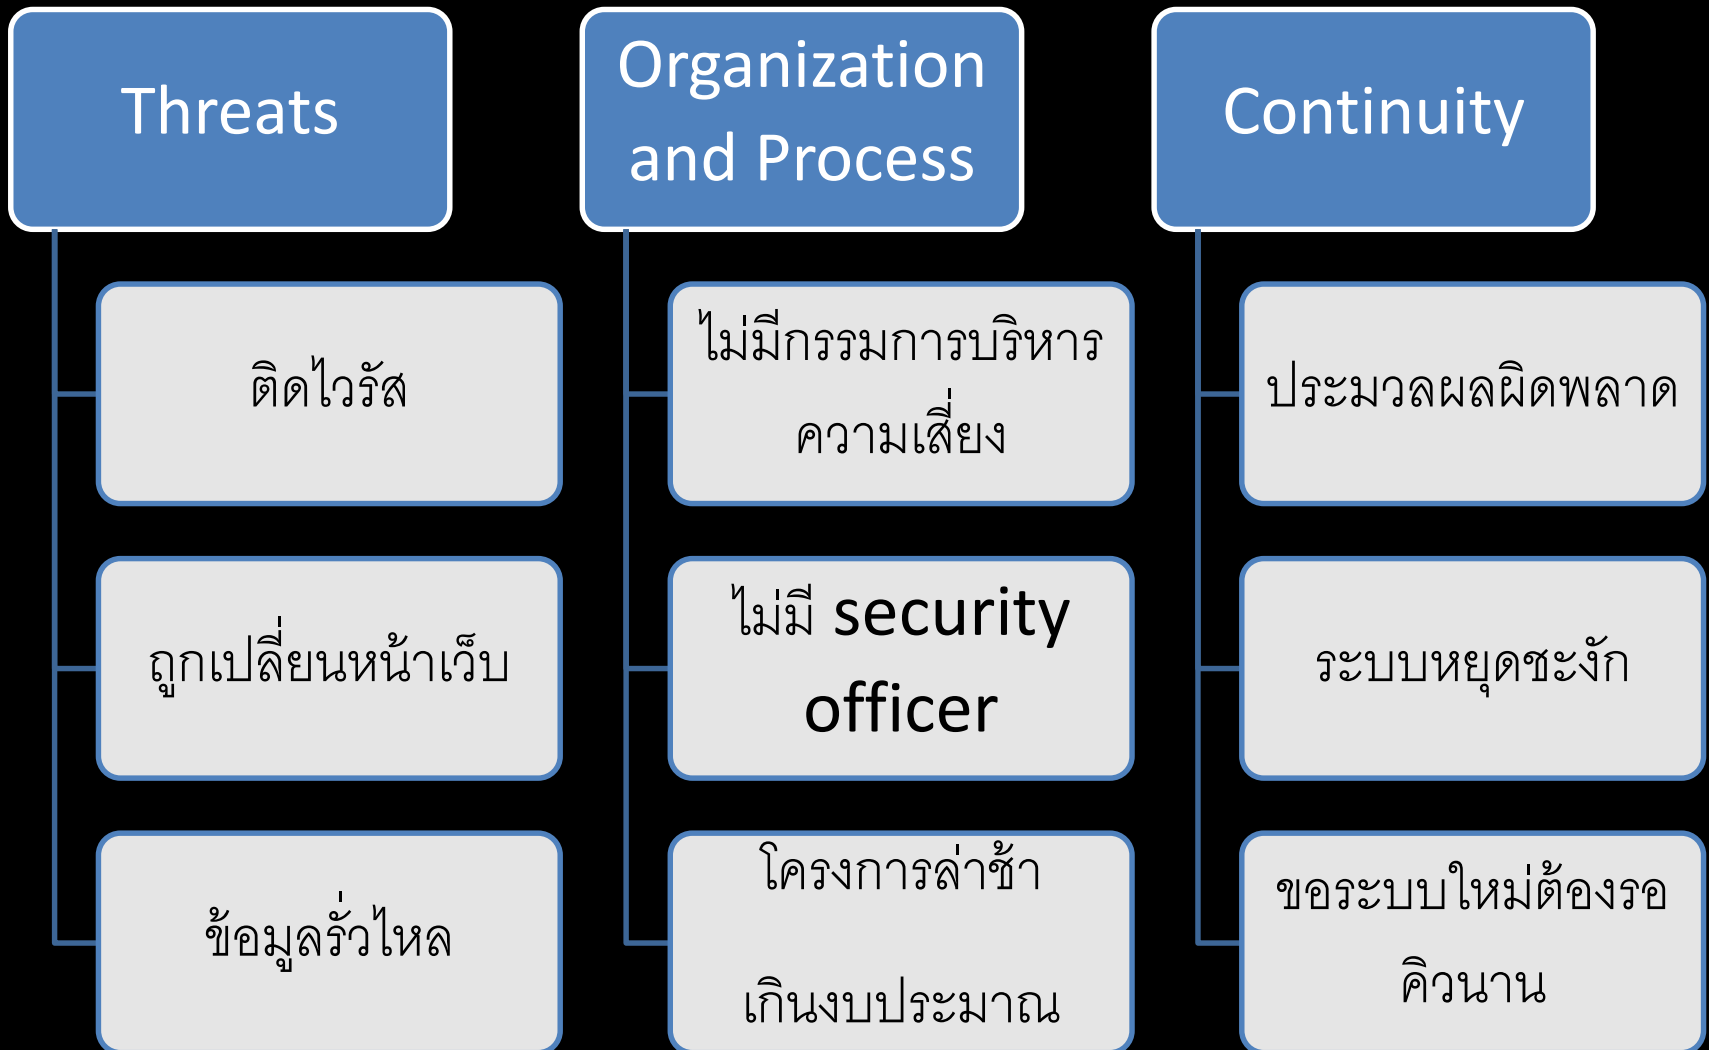 Threats
ติดไวรัส
ถูกเปลี่ยนหน้าเว็บ
ข้อมูลรั่วไหล
Organization
and Process
ไม่มีกรรมการบริหาร
ความเสี่ยง
ไม่มี security
officer
โครงการล่าช้า
เกินงบประมาณ
Continuity
ประมวลผลผิดพลาด
ระบบหยุดชะงัก
ขอระบบใหม่ต้องรอ
คิวนาน